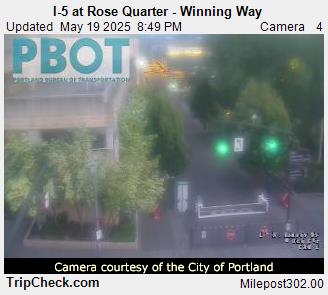 I-5 at Rose Quarter - Winning Way
Updated May 19 2025 8:49 PM Camera 4
PBOT
PORTLAND BUREAU OF TRANSPORTATION
Camera courtesy of the City of Portland
TripCheck.com Milepost302.00